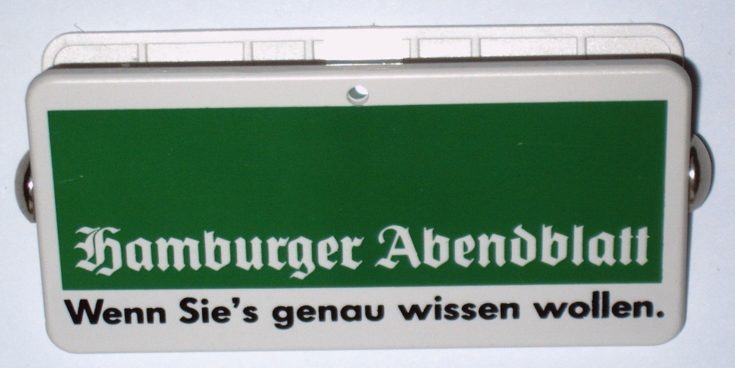 Hamburger Abendblatt
Wenn Sie's genau wissen wollen.